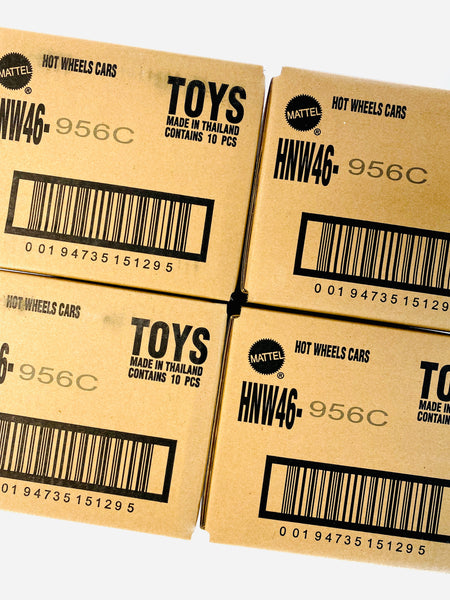 HOT WHEELS CARS
MATTEL
®
TOYS
MADE IN THAILAND
CONTAINS 10 PCS
HNW46-956C
0 01 94735 15129 5
HOT WHEELS CARS
MATTEL
®
HNW46-956C
0 01 94735 15129
HOT WHEELS CARS
TOYS
MADE IN THAILAND
CONTAINS 10 PCS
6-956C
0 01 94735 15129 5
HOT WHEELS CARS
MATTEL
®
TO
MADE IN
CONTAIN
HNW46-956C
0 01 94735 15129 5